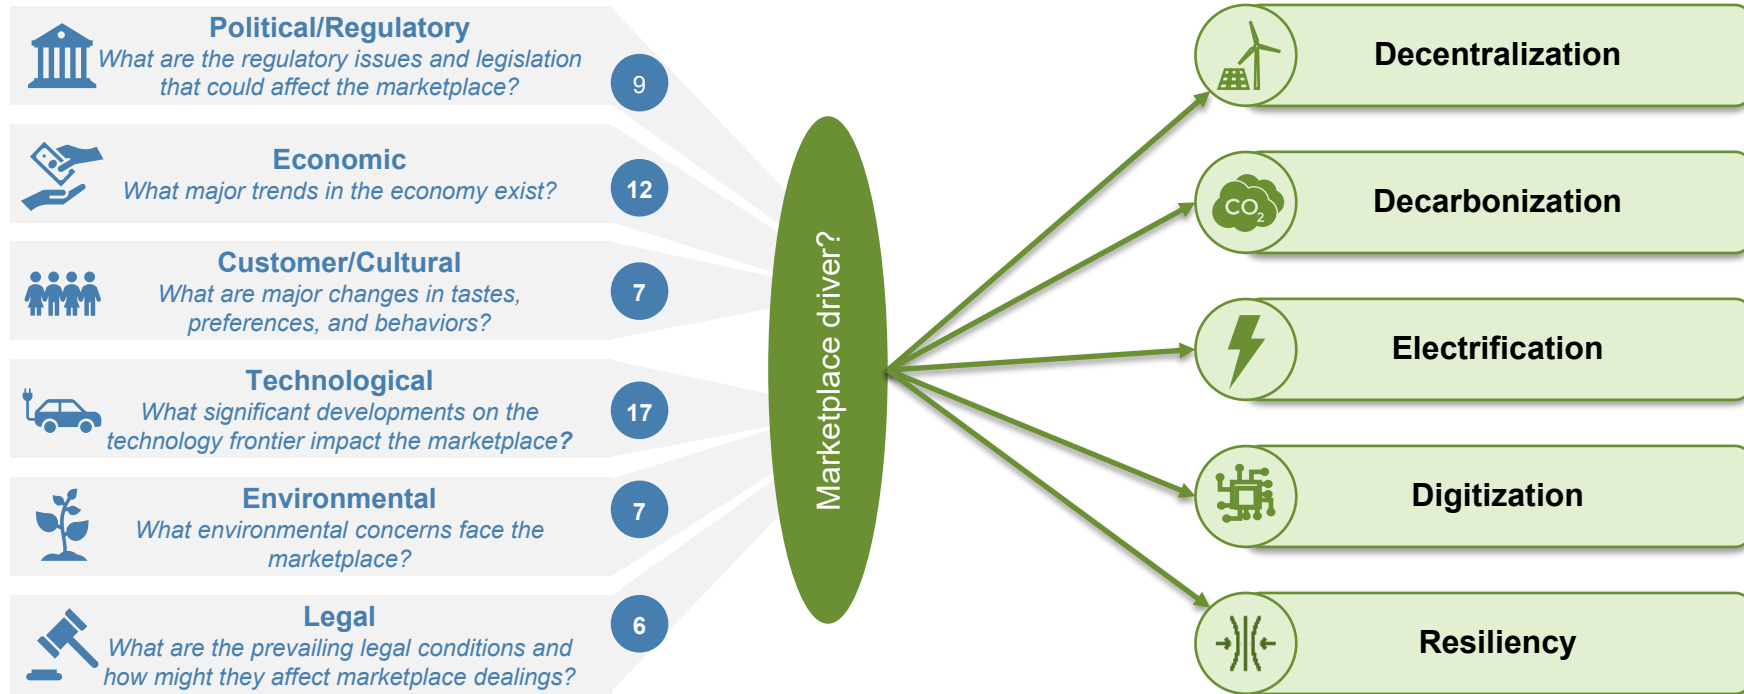 Political/Regulatory
What are the regulatory issues and legislation
that could affect the marketplace?
9
Economic
What major trends in the economy exist?
12
Customer/Cultural
What are major changes in tastes,
preferences, and behaviors?
7
Technological
What significant developments on the
technology frontier impact the marketplace?
17
Environmental
What environmental concerns face the
marketplace?
7
Legal
What are the prevailing legal conditions and
how might they affect marketplace dealings?
6
Marketplace driver?
Decentralization
CO2
Decarbonization
Electrification
Digitization
Resiliency